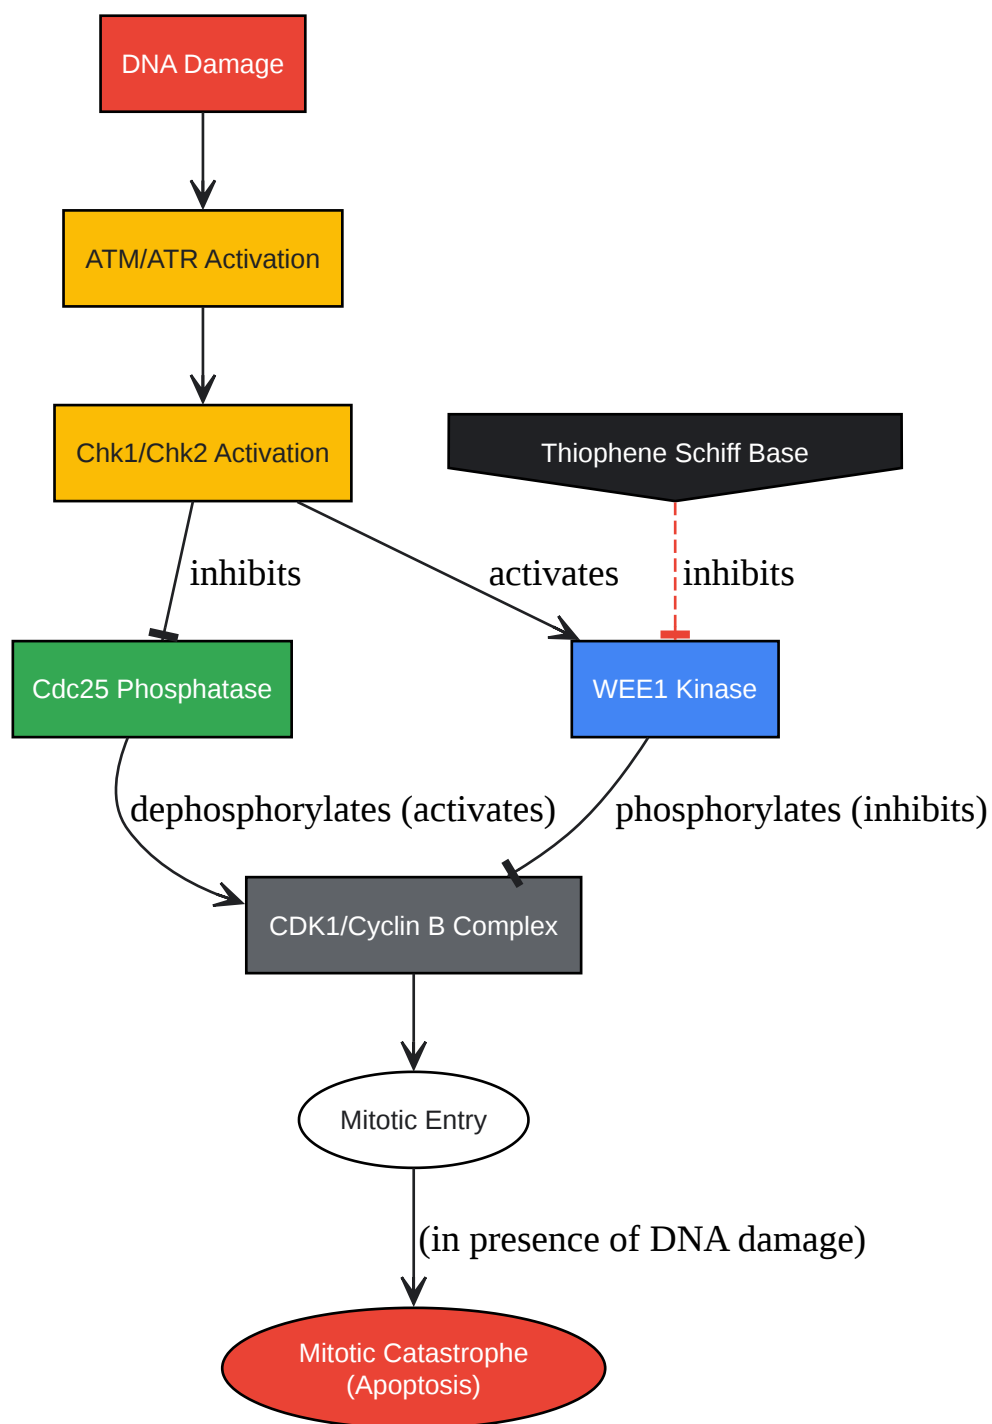 DNA Damage
ATM/ATR Activation
Chk1/Chk2 Activation
Thiophene Schiff Base
inhibits
activates
inhibits
Cdc25 Phosphatase
WEE1 Kinase
dephosphorylates (activates)
phosphorylates (inhibits)
CDK1/Cyclin B Complex
Mitotic Entry
(in presence of DNA damage)
Mitotic Catastrophe
(Apoptosis)